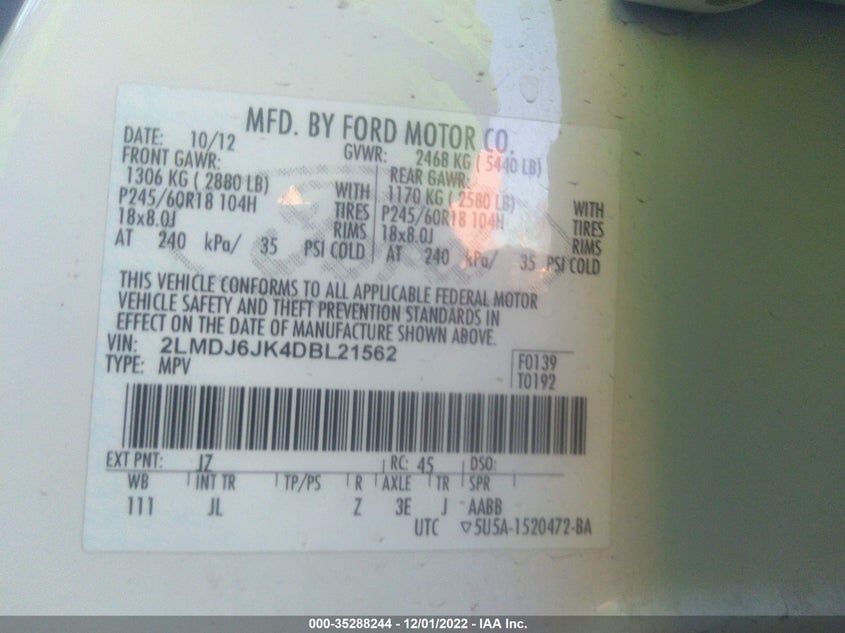 MFD. BY FORD MOTOR CO.
DATE: 10/12 GVWR: 2468 KG ( 5440 LB)
FRONT GAWR: REAR GAWR:
1306 KG ( 2880 LB) WITH 1170 KG ( 2580 LB) WITH
P245/60R18 104H TIRES P245/60R18 104H TIRES
18x8.0J RIMS 18x8.0J RIMS
AT 240 kPa/ 35 PSI COLD AT 240 kPa/ 35 PSI COLD
THIS VEHICLE CONFORMS TO ALL APPLICABLE FEDERAL MOTOR
VEHICLE SAFETY AND THEFT PREVENTION STANDARDS IN
EFFECT ON THE DATE OF MANUFACTURE SHOWN ABOVE.
VIN: 2LMDJ6JK4DBL21562
TYPE: MPV F0139
T0192
EXT PNT: JZ RC: 45 DSO:
WB INT TR TP/PS R AXLE TR SPR
111 JL Z 3E J AABB
UTC ▽5U5A-1520472-BA
000-35288244 - 12/01/2022 - IAA Inc.